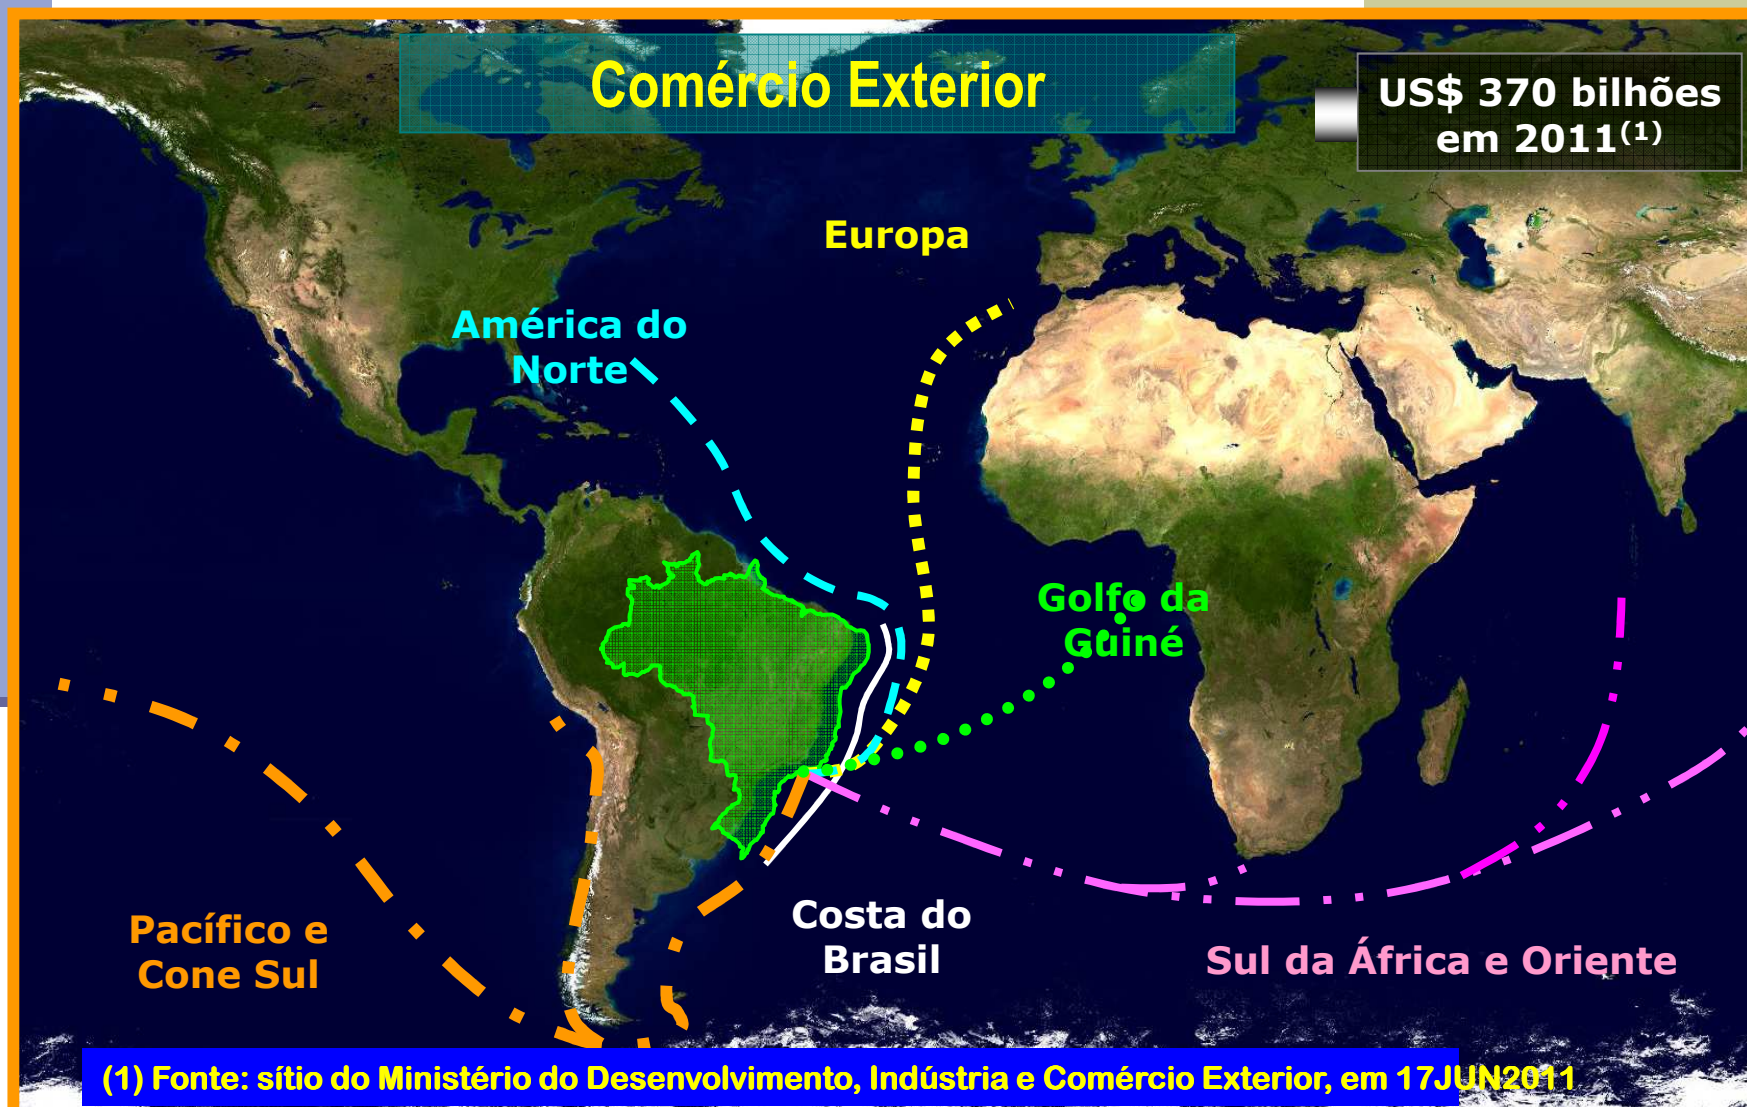 Comércio Exterior
US$ 370 bilhões
em 2011(1)
Europa
América do
Norte
Golfo da
Guiné
Pacífico e
Cone Sul
Costa do
Brasil
Sul da África e Oriente
(1) Fonte: sítio do Ministério do Desenvolvimento, Indústria e Comércio Exterior, em 17JUN2011